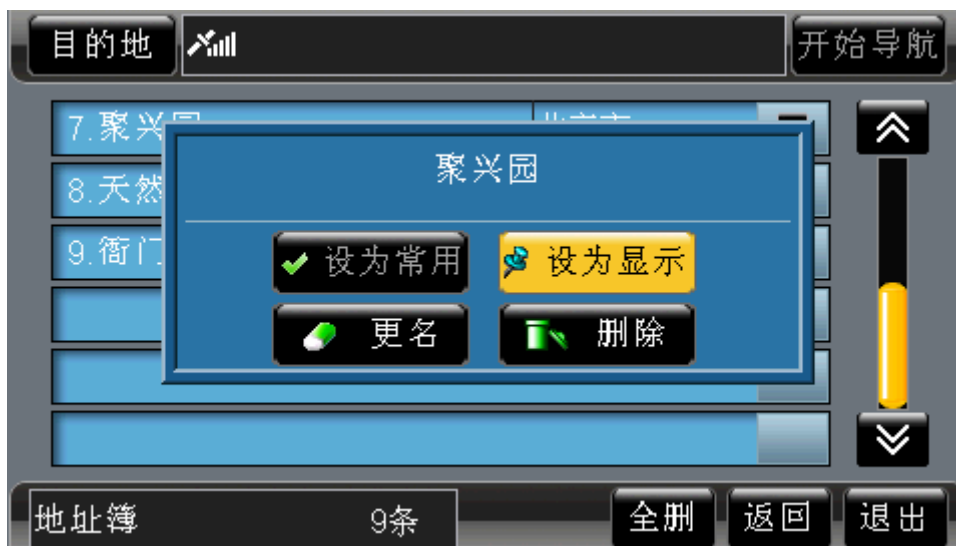 目的地
开始导航
7.聚兴
8.天然
9.衙门
聚兴园
设为常用
设为显示
更名
删除
地址簿 9条
全删
返回
退出